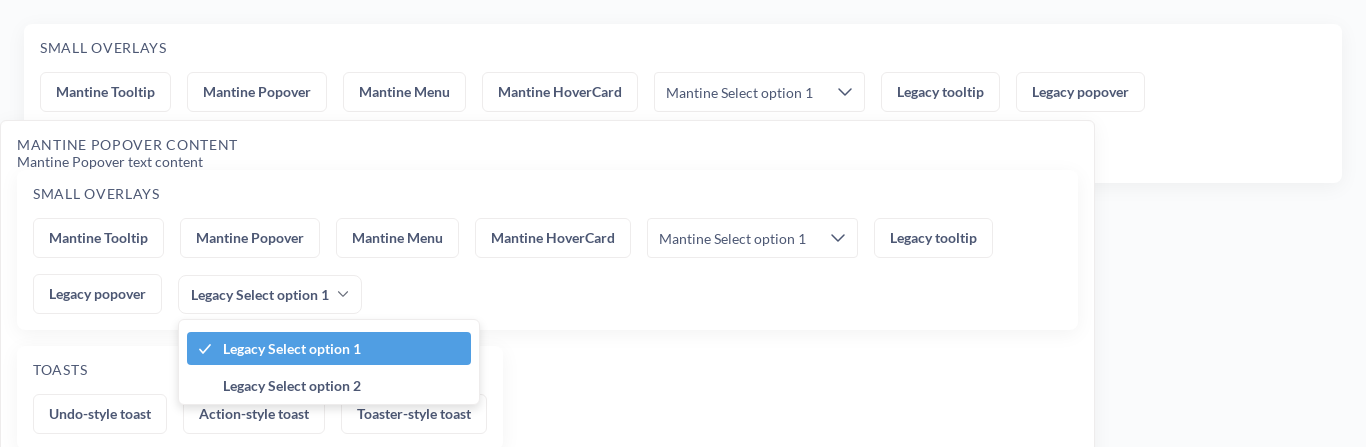 SMALL OVERLAYS
Mantine Tooltip Mantine Popover Mantine Menu Mantine HoverCard Mantine Select option 1 Legacy tooltip Legacy popover
MANTINE POPOVER CONTENT
Mantine Popover text content
SMALL OVERLAYS
Mantine Tooltip Mantine Popover Mantine Menu Mantine HoverCard Mantine Select option 1 Legacy tooltip
Legacy popover Legacy Select option 1
Legacy Select option 1
Legacy Select option 2
TOASTS
Undo-style toast Action-style toast Toaster-style toast